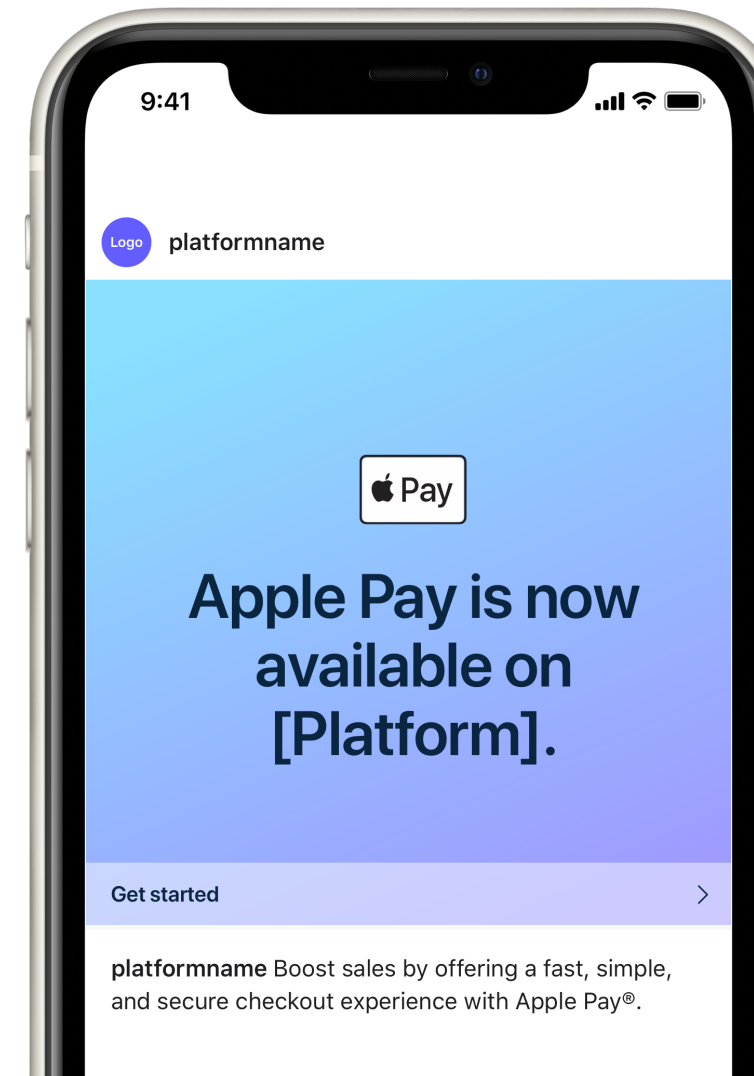 9:41
Logo platformname
Pay
Apple Pay is now
available on
[Platform].
Get started
platformname Boost sales by offering a fast, simple,
and secure checkout experience with Apple Pay®.